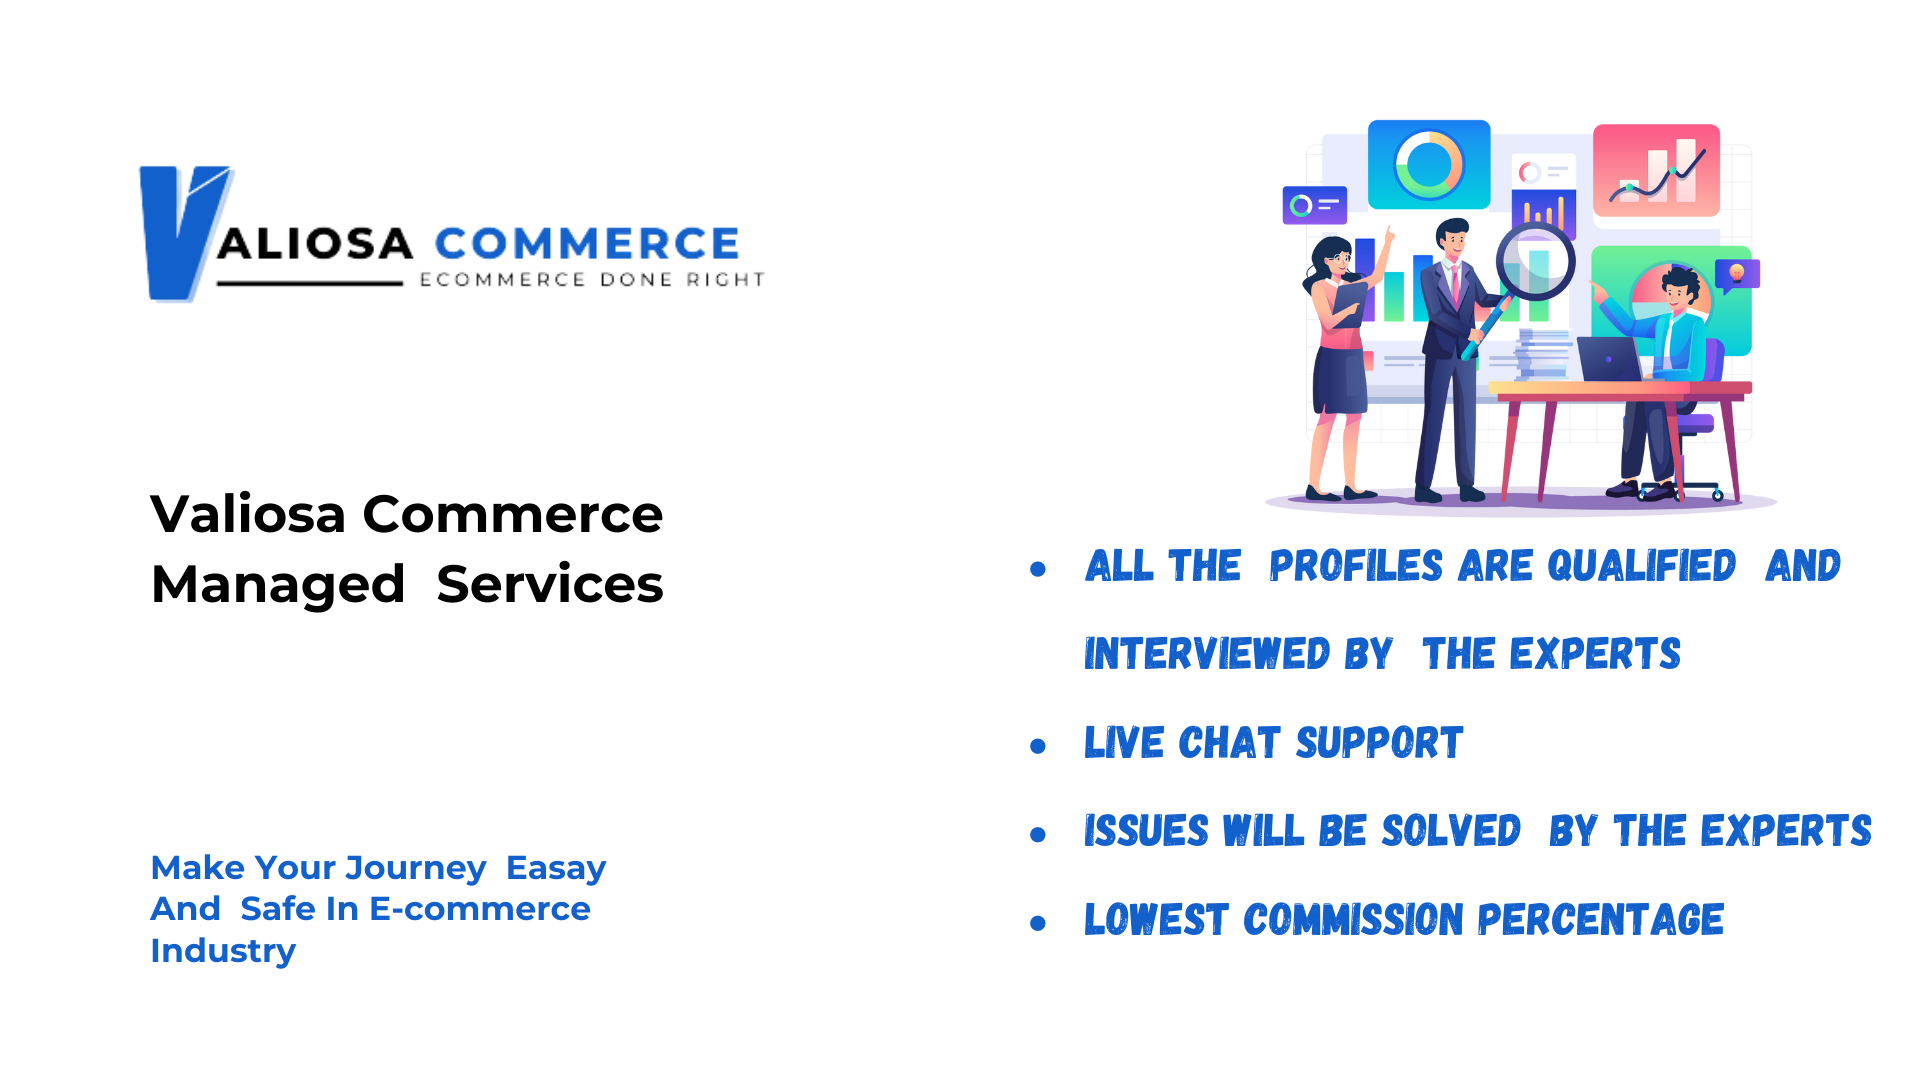 VALIOSA COMMERCE
ECOMMERCE DONE RIGHT
Valiosa Commerce
Managed Services
Make Your Journey Easay
And Safe In E-commerce
Industry
• ALL THE PROFILES ARE QUALIFIED AND
INTERVIEWED BY THE EXPERTS
• LIVE CHAT SUPPORT
• ISSUES WILL BE SOLVED BY THE EXPERTS
• LOWEST COMMISSION PERCENTAGE